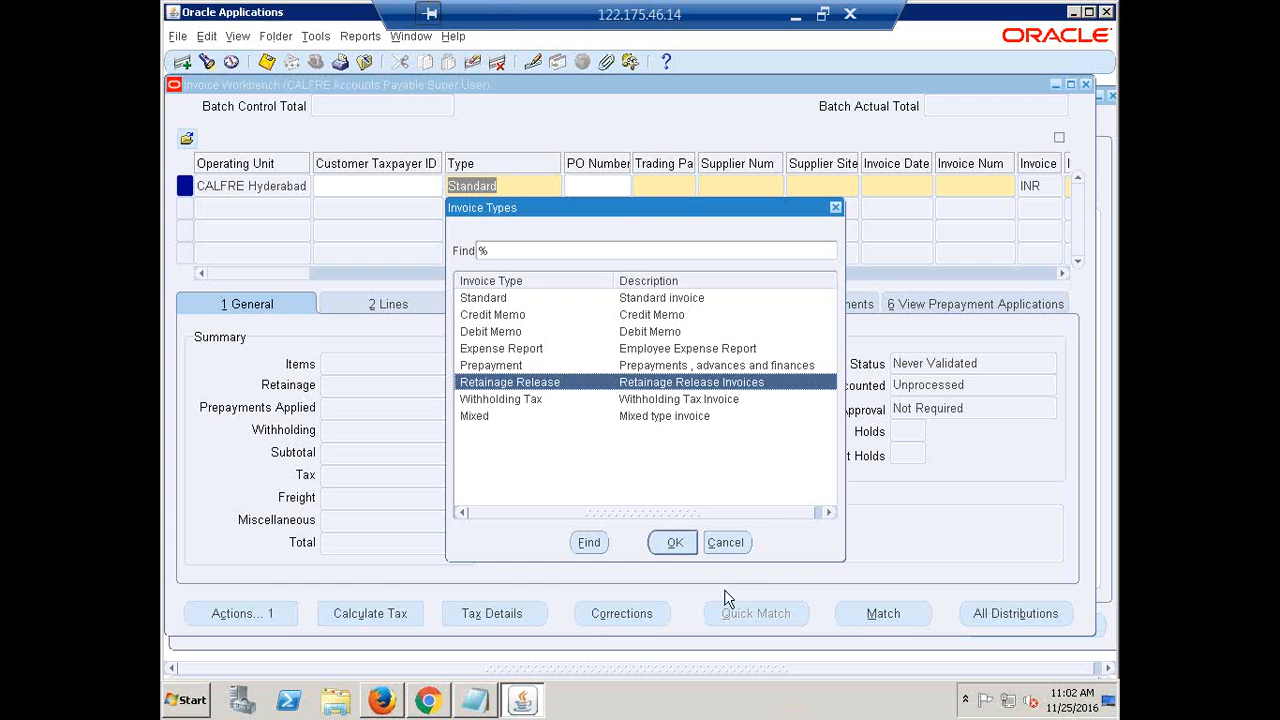 Oracle Applications
122.175.46.14
File Edit View Folder Tools Reports Window Help
ORACLE
Invoice Workbench (CALFRE Accounts Payable Super User)
Batch Control Total
Batch Actual Total
Operating Unit Customer Taxpayer ID Type PO Number Trading Pa Supplier Num Supplier Site Invoice Date Invoice Num Invoice
CALFRE Hyderabad Standard INR
Invoice Types
Find %
Invoice Type Description
Standard Standard invoice
Credit Memo Credit Memo
Debit Memo Debit Memo
Expense Report Employee Expense Report
Prepayment Prepayments , advances and finances
Retainage Release Retainage Release Invoices
Withholding Tax Withholding Tax Invoice
Mixed Mixed type invoice
Find OK Cancel
1 General 2 Lines ments 6 View Prepayment Applications
Summary
Items
Retainage
Prepayments Applied
Withholding
Subtotal
Tax
Freight
Miscellaneous
Total
Status Never Validated
counted Unprocessed
Approval Not Required
Holds
t Holds
Actions... 1 Calculate Tax Tax Details Corrections Quick Match Match All Distributions
Start
11:02 AM
11/25/2016